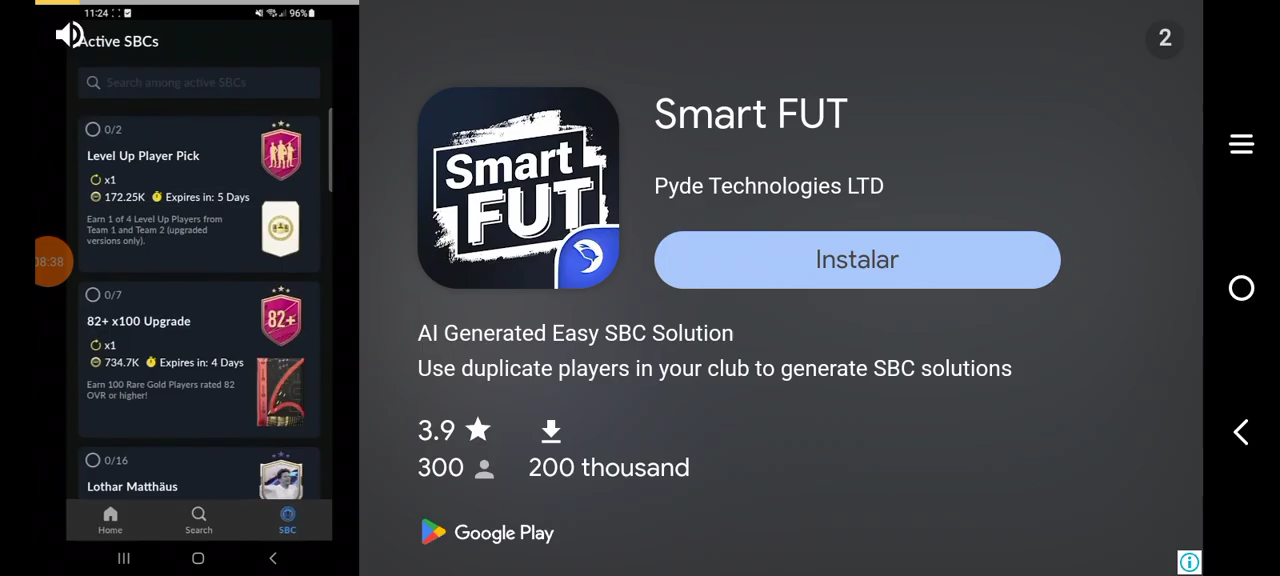 11:24
96%
Active SBCs
Search among active SBCs
0/2
Level Up Player Pick
x1
172.25K Expires in: 5 Days
Earn 1 of 4 Level Up Players from
Team 1 and Team 2 (upgraded
versions only).
08:38
0/7
82+ x100 Upgrade
82+
x1
734.7K Expires in: 4 Days
Earn 100 Rare Gold Players rated 82
OVR or higher!
0/16
Lothar Matthäus
Home Search SBC
2
Smart
FUT
Smart FUT
Pyde Technologies LTD
Instalar
AI Generated Easy SBC Solution
Use duplicate players in your club to generate SBC solutions
3.9
300 200 thousand
Google Play